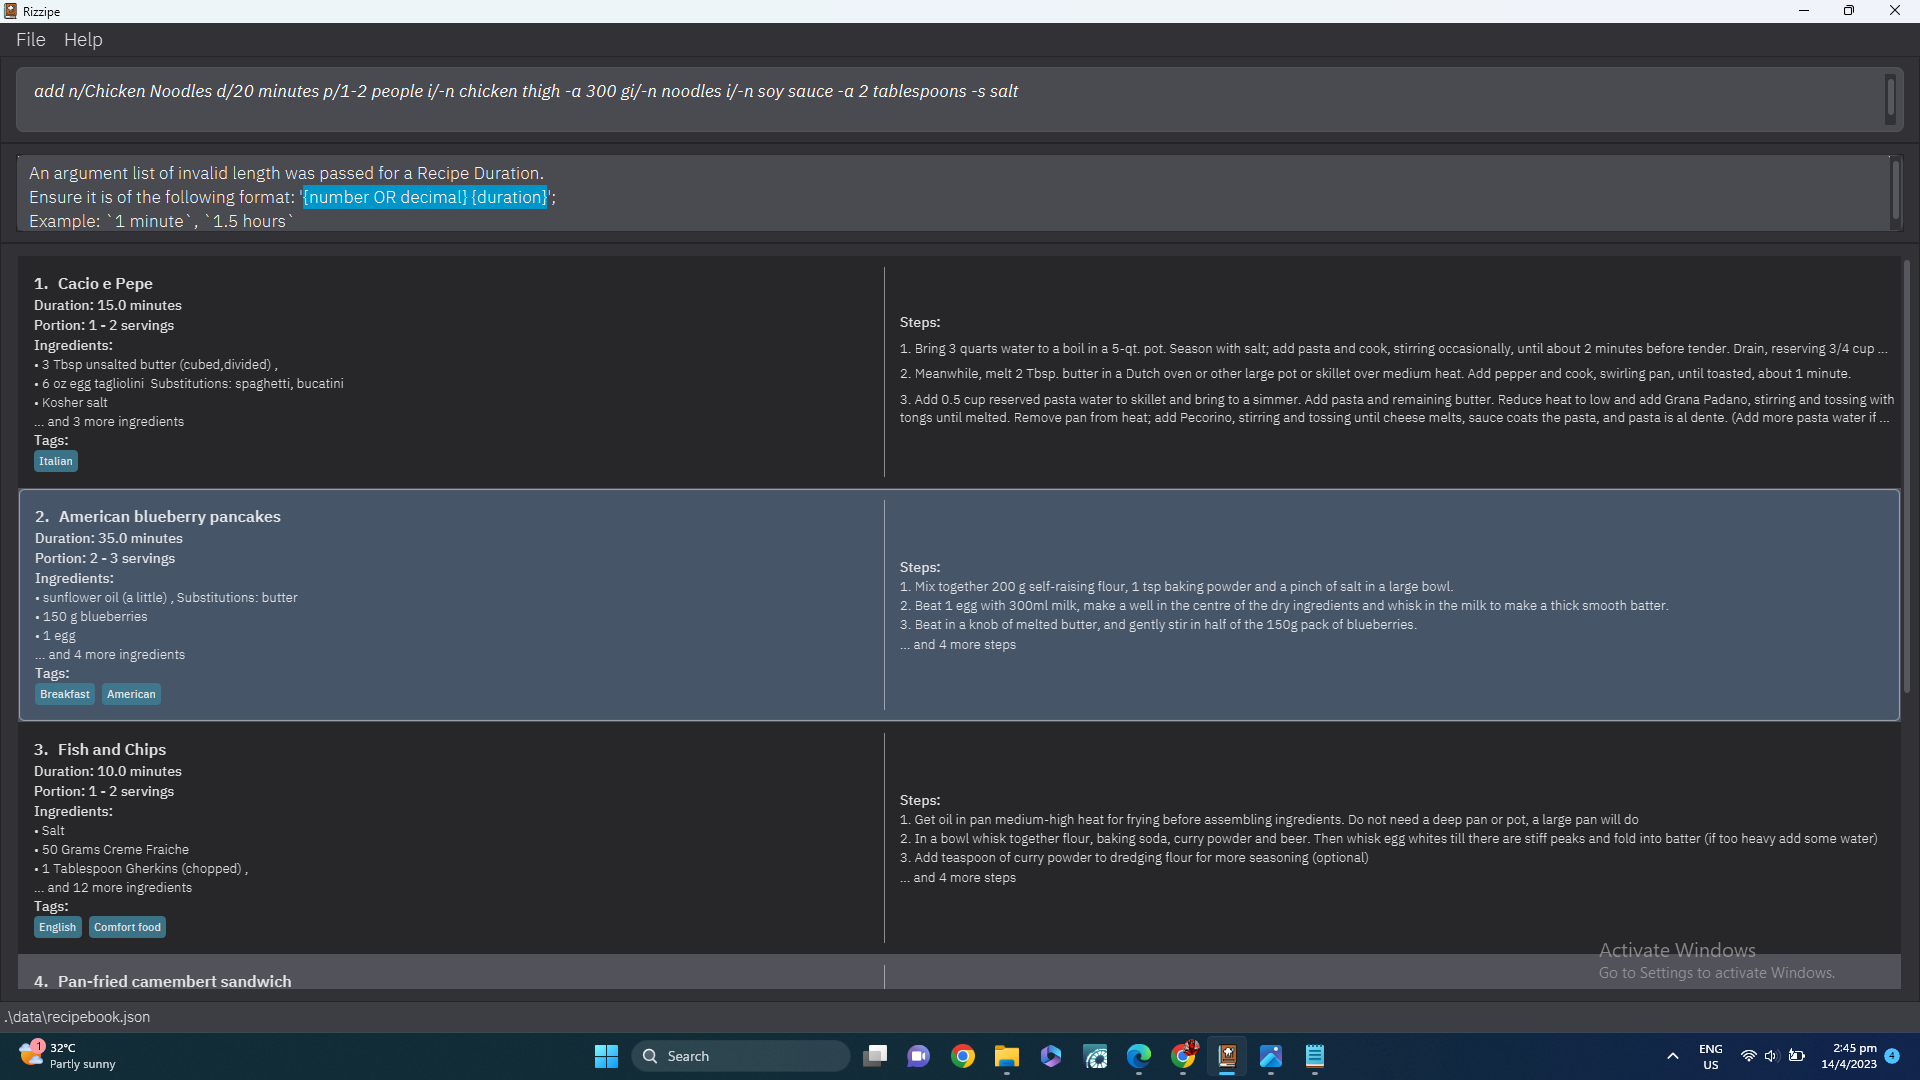 Rizzipe
File Help
add n/Chicken Noodles d/20 minutes p/1-2 people i/-n chicken thigh -a 300 gi/-n noodles i/-n soy sauce -a 2 tablespoons -s salt
An argument list of invalid length was passed for a Recipe Duration.
Ensure it is of the following format: '{number OR decimal} {duration}';
Example: `1 minute`, `1.5 hours`
1. Cacio e Pepe
Duration: 15.0 minutes
Portion: 1 - 2 servings
Ingredients:
• 3 Tbsp unsalted butter (cubed,divided) ,
• 6 oz egg tagliolini Substitutions: spaghetti, bucatini
• Kosher salt
... and 3 more ingredients
Tags:
Italian
Steps:
1. Bring 3 quarts water to a boil in a 5-qt. pot. Season with salt; add pasta and cook, stirring occasionally, until about 2 minutes before tender. Drain, reserving 3/4 cup ...
2. Meanwhile, melt 2 Tbsp. butter in a Dutch oven or other large pot or skillet over medium heat. Add pepper and cook, swirling pan, until toasted, about 1 minute.
3. Add 0.5 cup reserved pasta water to skillet and bring to a simmer. Add pasta and remaining butter. Reduce heat to low and add Grana Padano, stirring and tossing with
tongs until melted. Remove pan from heat; add Pecorino, stirring and tossing until cheese melts, sauce coats the pasta, and pasta is al dente. (Add more pasta water if ...
2. American blueberry pancakes
Duration: 35.0 minutes
Portion: 2 - 3 servings
Ingredients:
• sunflower oil (a little) , Substitutions: butter
• 150 g blueberries
• 1 egg
... and 4 more ingredients
Tags:
Breakfast American
Steps:
1. Mix together 200 g self-raising flour, 1 tsp baking powder and a pinch of salt in a large bowl.
2. Beat 1 egg with 300ml milk, make a well in the centre of the dry ingredients and whisk in the milk to make a thick smooth batter.
3. Beat in a knob of melted butter, and gently stir in half of the 150g pack of blueberries.
... and 4 more steps
3. Fish and Chips
Duration: 10.0 minutes
Portion: 1 - 2 servings
Ingredients:
• Salt
• 50 Grams Creme Fraiche
• 1 Tablespoon Gherkins (chopped) ,
... and 12 more ingredients
Tags:
English Comfort food
Steps:
1. Get oil in pan medium-high heat for frying before assembling ingredients. Do not need a deep pan or pot, a large pan will do
2. In a bowl whisk together flour, baking soda, curry powder and beer. Then whisk egg whites till there are stiff peaks and fold into batter (if too heavy add some water)
3. Add teaspoon of curry powder to dredging flour for more seasoning (optional)
... and 4 more steps
4. Pan-fried camembert sandwich
Activate Windows
Go to Settings to activate Windows.
.\data\recipebook.json
1
32°C
Partly sunny
Search
ENG
US
2:45 pm
14/4/2023
4